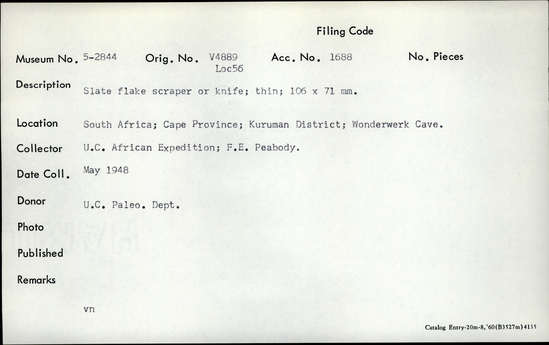 Filing Code
Museum No. 5-2844 Orig. No. V4889 Acc. No. 1688 No. Pieces
Loc56
Description Slate flake scraper or knife; thin; 106 x 71 mm.
Location South Africa; Cape Province; Kuruman District; Wonderwerk Cave.
Collector U.C. African Expedition; F.E. Peabody.
Date Coll. May 1948
Donor U.C. Paleo. Dept.
Photo
Published
Remarks
vn
Catalog Entry-20m-8,'60(B)527m)4115